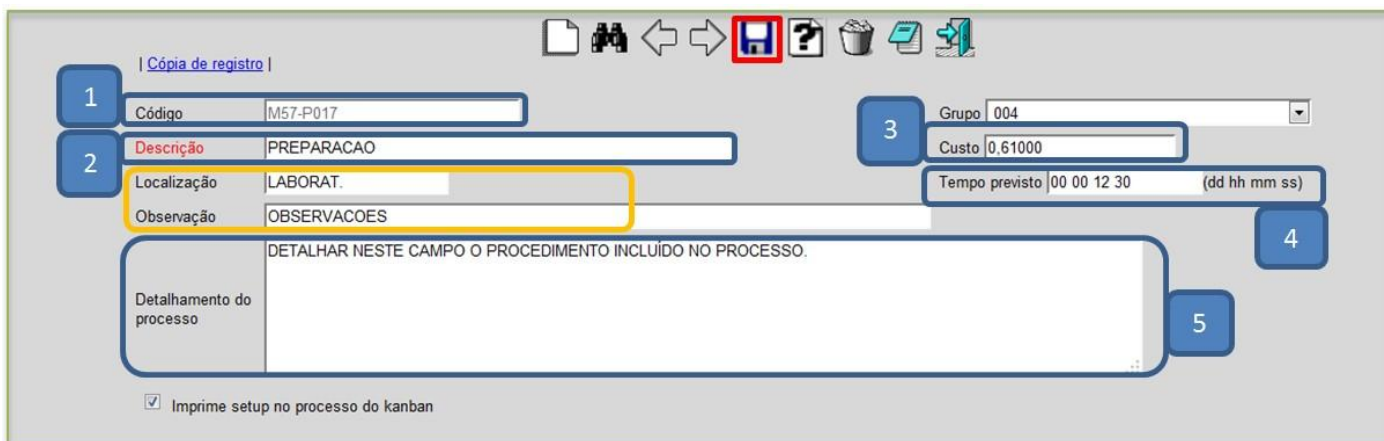 | Cópia de registro |
1
Código M57-P017
Grupo 004
3
2
Descrição PREPARACAO
Custo 0,61000
Localização LABORAT.
Tempo previsto 00 00 12 30 (dd hh mm ss)
Observação OBSERVACOES
4
DETALHAR NESTE CAMPO O PROCEDIMENTO INCLUÍDO NO PROCESSO.
Detalhamento do
processo
5
Imprime setup no processo do kanban